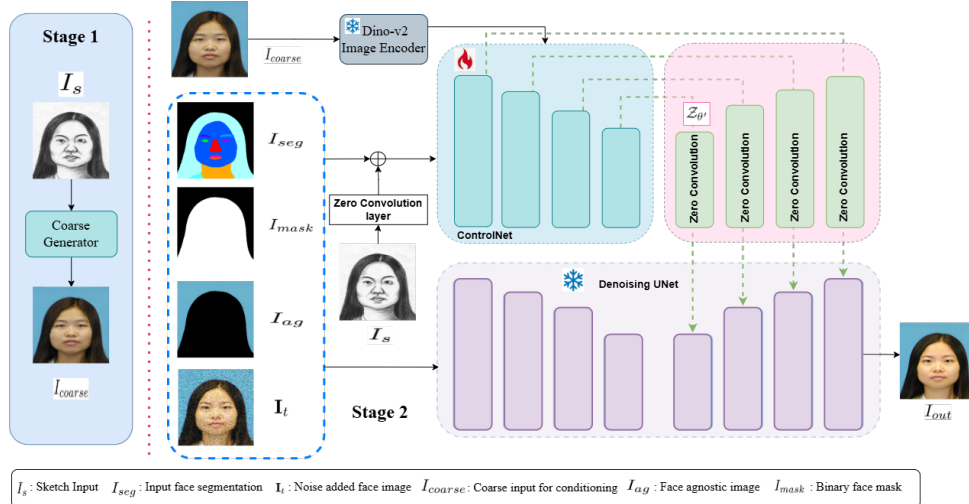 Stage 1
I_s
Coarse
Generator
I_coarse
I_coarse
Dino-v2
Image Encoder
I_seg
I_mask
I_ag
I_t
Zero Convolution
layer
I_s
Stage 2
ControlNet
Z_θ'
Zero Convolution
Zero Convolution
Zero Convolution
Zero Convolution
Denoising UNet
I_out
I_s : Sketch Input I_seg : Input face segmentation I_t : Noise added face image I_coarse : Coarse input for conditioning I_ag : Face agnostic image I_mask : Binary face mask